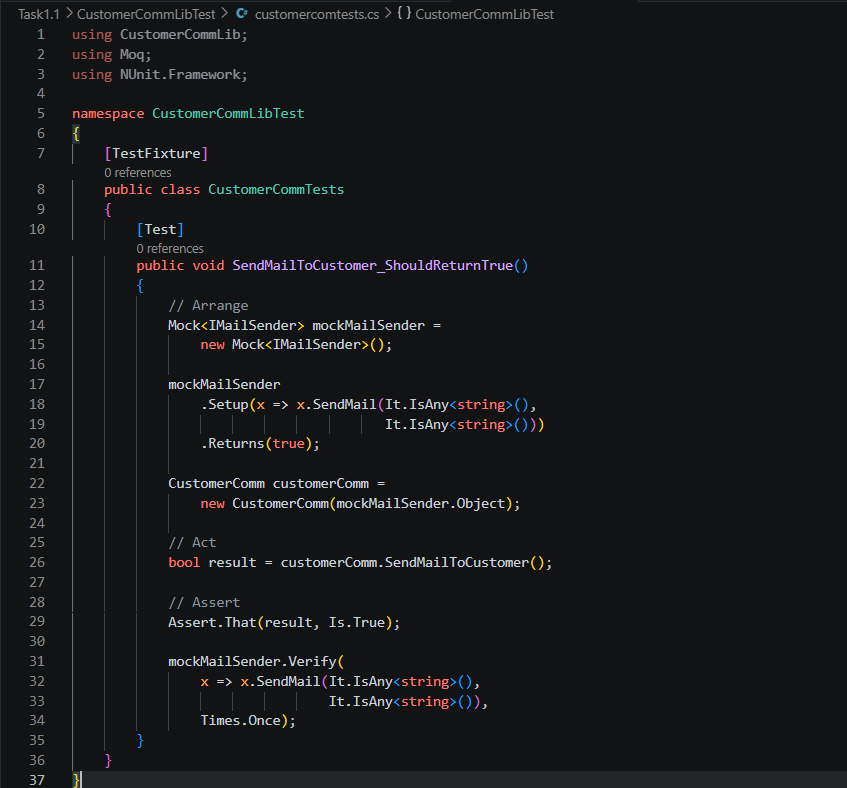 Task1.1 > CustomerCommLibTest > C# customercomtests.cs > {} CustomerCommLibTest
1 using CustomerCommLib;
2 using Moq;
3 using NUnit.Framework;
4
5 namespace CustomerCommLibTest
6 {
7     [TestFixture]
0 references
8     public class CustomerCommTests
9     {
10         [Test]
0 references
11         public void SendMailToCustomer_ShouldReturnTrue()
12         {
13             // Arrange
14             Mock<IMailSender> mockMailSender =
15                 new Mock<IMailSender>();
16
17             mockMailSender
18                 .Setup(x => x.SendMail(It.IsAny<string>(),
19                                        It.IsAny<string>()))
20                 .Returns(true);
21
22             CustomerComm customerComm =
23                 new CustomerComm(mockMailSender.Object);
24
25             // Act
26             bool result = customerComm.SendMailToCustomer();
27
28             // Assert
29             Assert.That(result, Is.True);
30
31             mockMailSender.Verify(
32                 x => x.SendMail(It.IsAny<string>(),
33                                 It.IsAny<string>()),
34                 Times.Once);
35         }
36     }
37 }